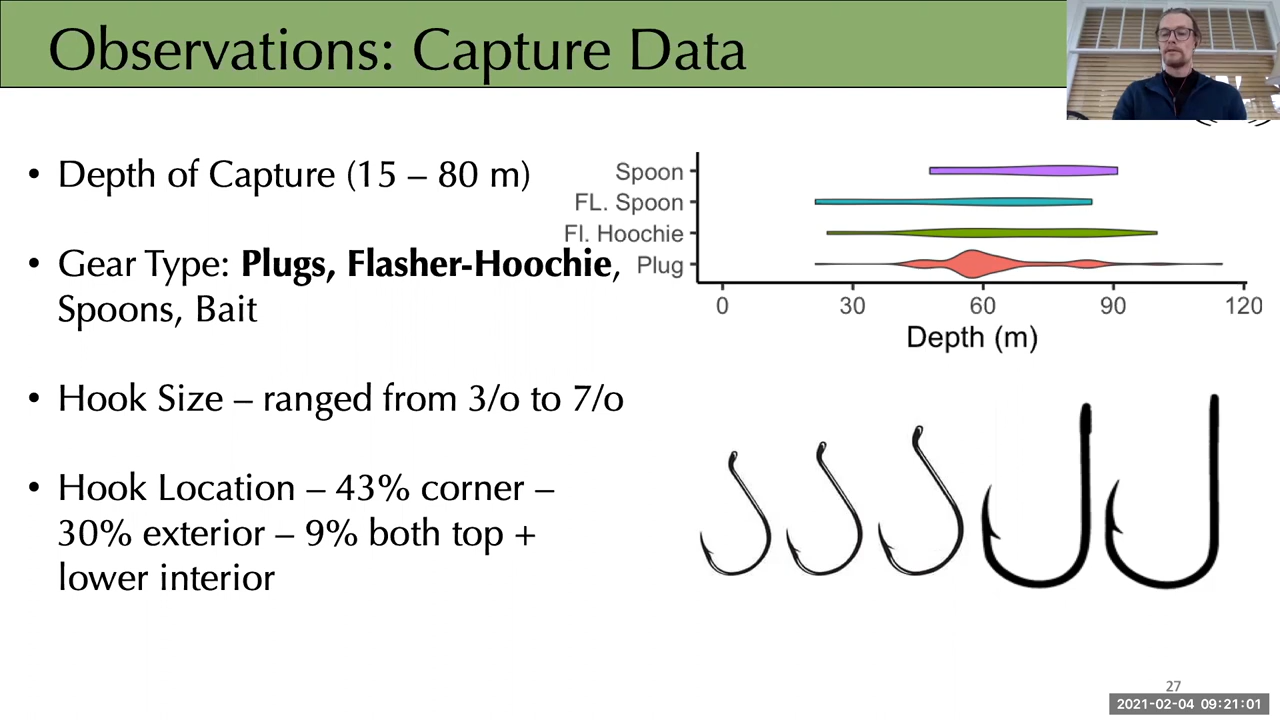 Observations: Capture Data
• Depth of Capture (15 – 80 m)
• Gear Type: Plugs, Flasher-Hoochie,
Spoons, Bait
• Hook Size – ranged from 3/o to 7/o
• Hook Location – 43% corner –
30% exterior – 9% both top +
lower interior
Spoon
FL. Spoon
Fl. Hoochie
Plug
0 30 60 90 120
Depth (m)
27
2021-02-04 09:21:01